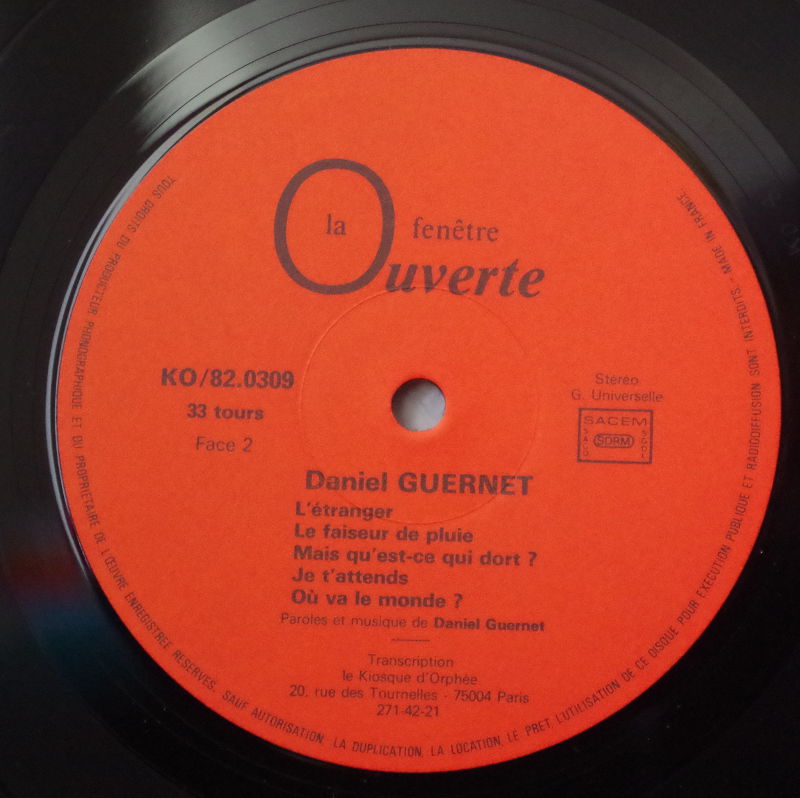 la fenêtre
Ouverte
KO/82.0309
33 tours
Face 2
Stéréo
G. Universelle
SACEM
SACD SDRM SGDL
Daniel GUERNET
L'étranger
Le faiseur de pluie
Mais qu'est-ce qui dort ?
Je t'attends
Où va le monde ?
Paroles et musique de Daniel Guernet
Transcription
le Kiosque d'Orphée
20, rue des Tournelles - 75004 Paris
271-42-21
TOUS DROITS DU PRODUCTEUR PHONOGRAPHIQUE ET DU PROPRIETAIRE DE L'ŒUVRE ENREGISTREE RESERVES. SAUF AUTORISATION, LA DUPLICATION, LA LOCATION, LE PRET, L'UTILISATION DE CE DISQUE POUR EXECUTION PUBLIQUE ET RADIODIFFUSION SONT INTERDITS. - MADE IN FRANCE.